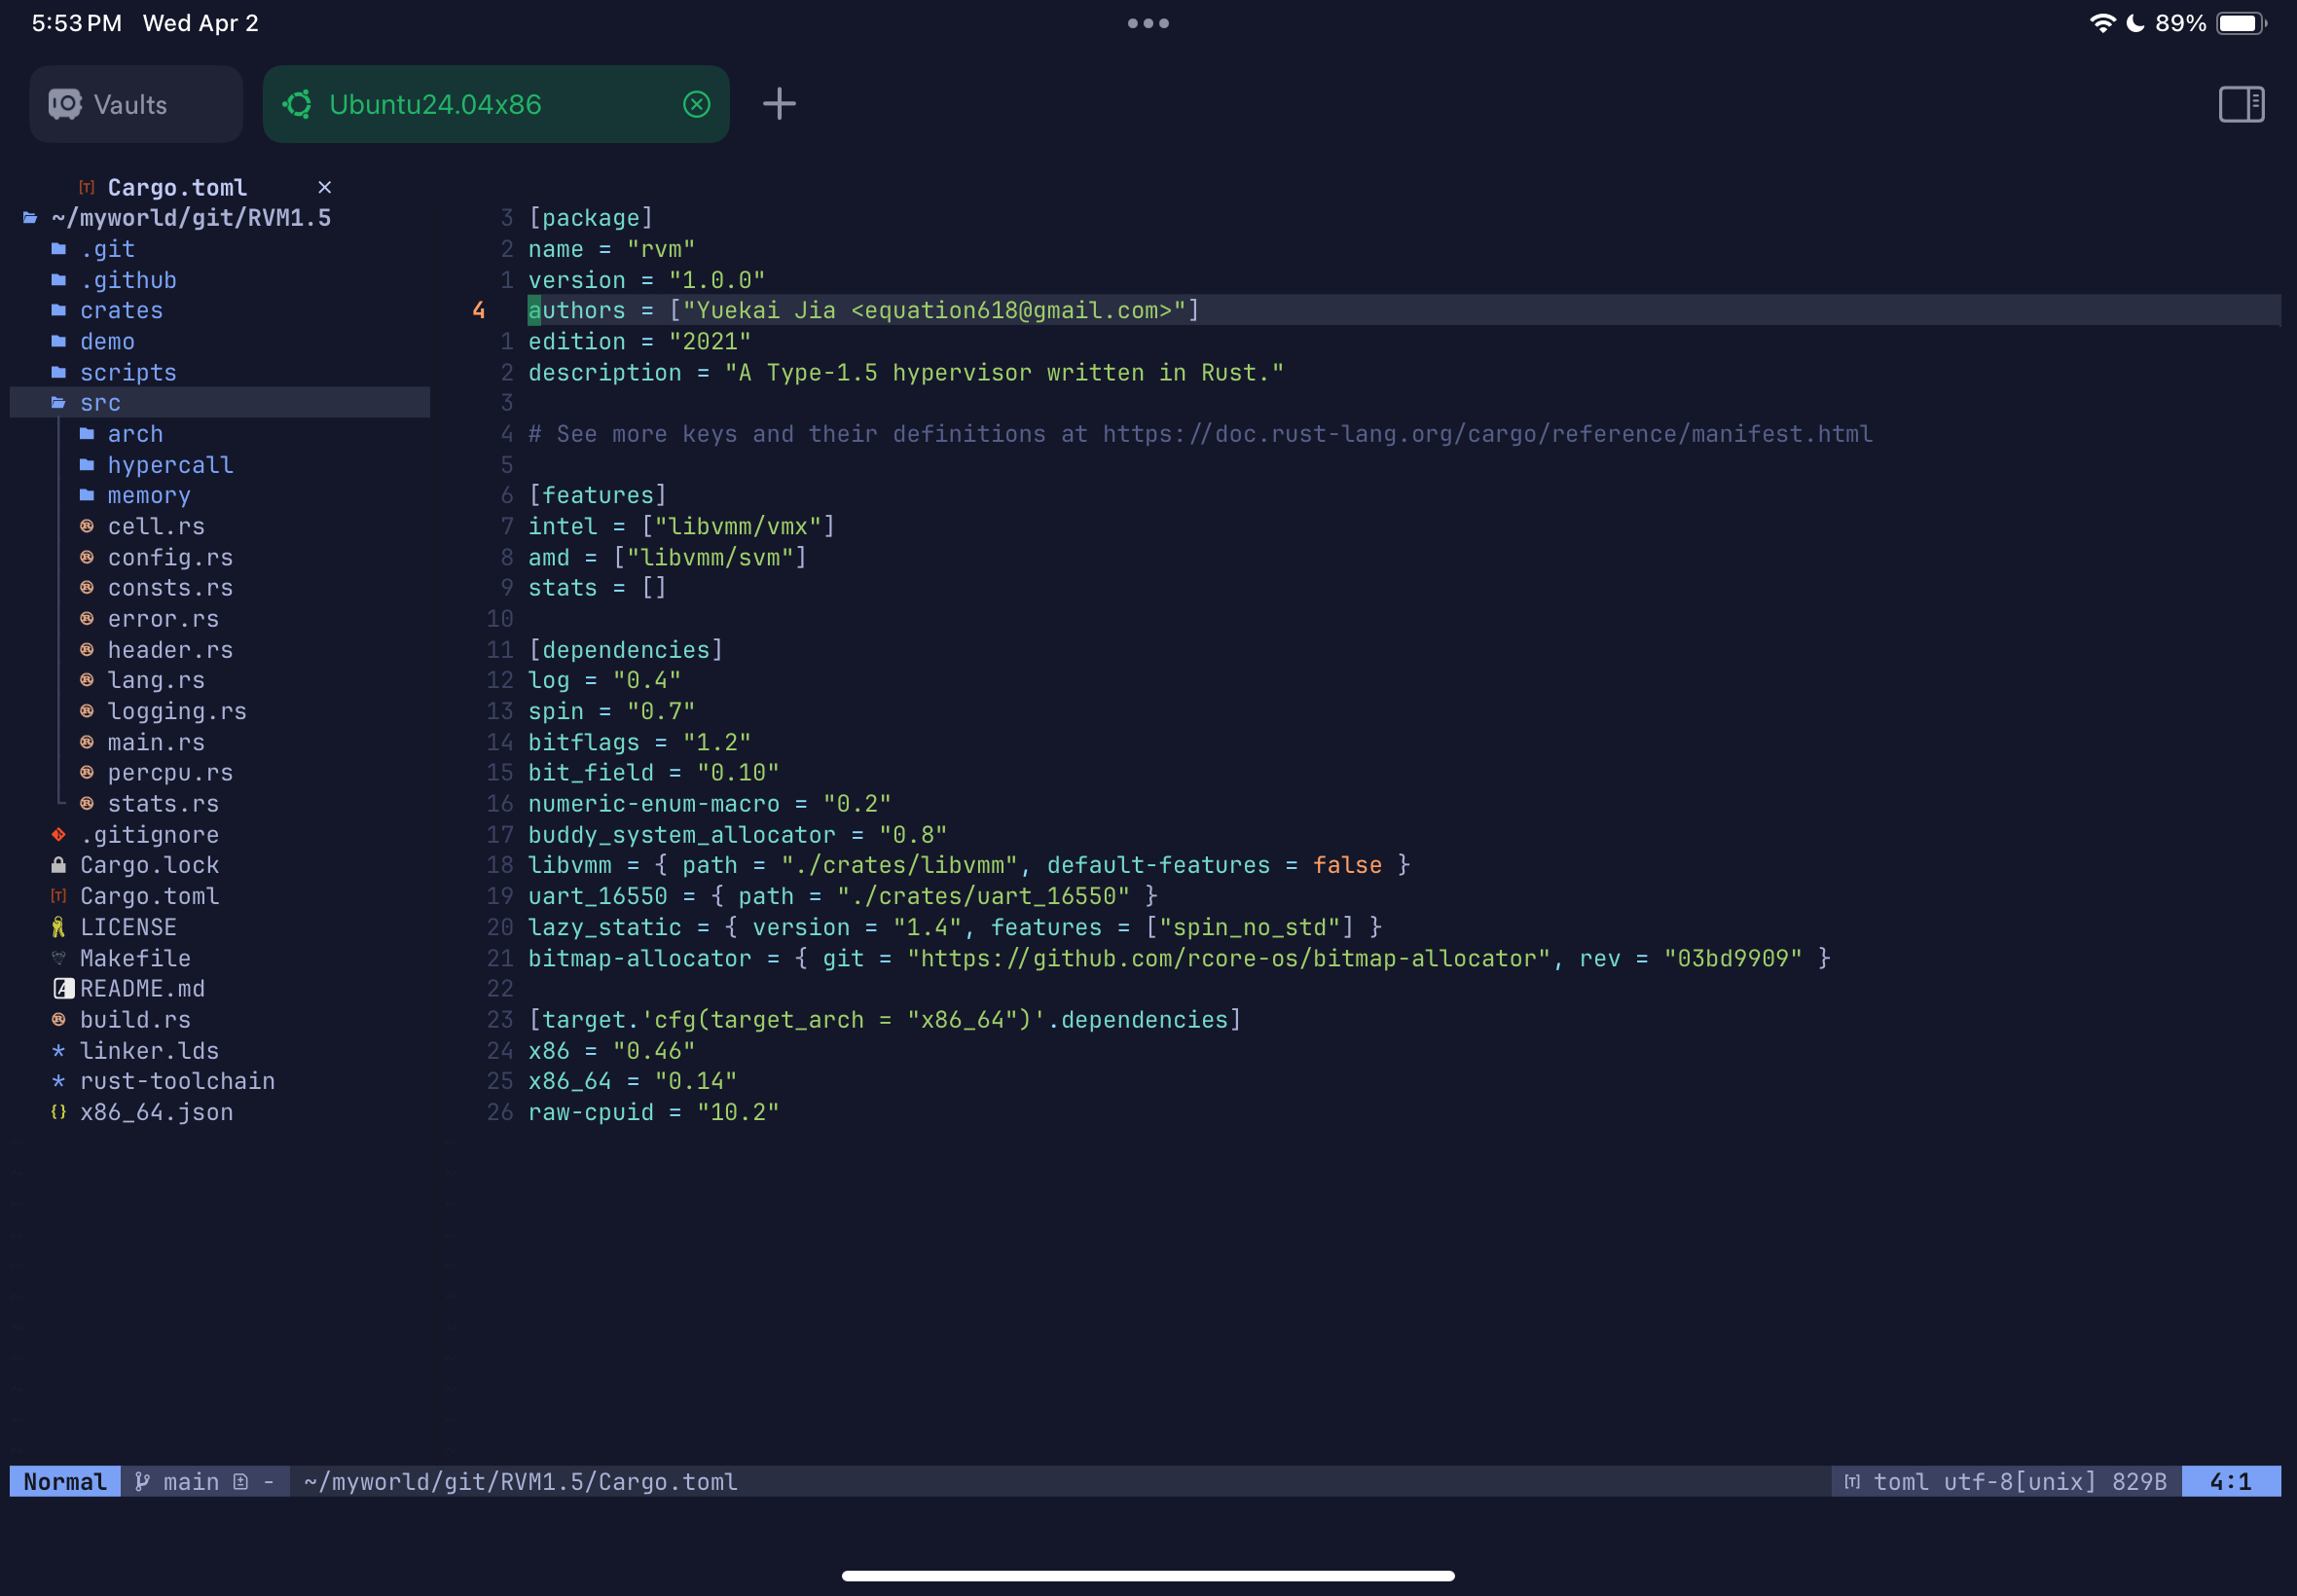 5:53 PM Wed Apr 2
89%
Vaults
Ubuntu24.04x86
Cargo.toml ×
~/myworld/git/RVM1.5
.git
.github
crates
demo
scripts
src
arch
hypercall
memory
cell.rs
config.rs
consts.rs
error.rs
header.rs
lang.rs
logging.rs
main.rs
percpu.rs
stats.rs
.gitignore
Cargo.lock
Cargo.toml
LICENSE
Makefile
README.md
build.rs
linker.lds
rust-toolchain
x86_64.json
3 [package]
2 name = "rvm"
1 version = "1.0.0"
4 authors = ["Yuekai Jia <equation618@gmail.com>"]
1 edition = "2021"
2 description = "A Type-1.5 hypervisor written in Rust."
3
4 # See more keys and their definitions at https://doc.rust-lang.org/cargo/reference/manifest.html
5
6 [features]
7 intel = ["libvmm/vmx"]
8 amd = ["libvmm/svm"]
9 stats = []
10
11 [dependencies]
12 log = "0.4"
13 spin = "0.7"
14 bitflags = "1.2"
15 bit_field = "0.10"
16 numeric-enum-macro = "0.2"
17 buddy_system_allocator = "0.8"
18 libvmm = { path = "./crates/libvmm", default-features = false }
19 uart_16550 = { path = "./crates/uart_16550" }
20 lazy_static = { version = "1.4", features = ["spin_no_std"] }
21 bitmap-allocator = { git = "https://github.com/rcore-os/bitmap-allocator", rev = "03bd9909" }
22
23 [target.'cfg(target_arch = "x86_64")'.dependencies]
24 x86 = "0.46"
25 x86_64 = "0.14"
26 raw-cpuid = "10.2"
Normal main - ~/myworld/git/RVM1.5/Cargo.toml [T] toml utf-8[unix] 829B 4:1